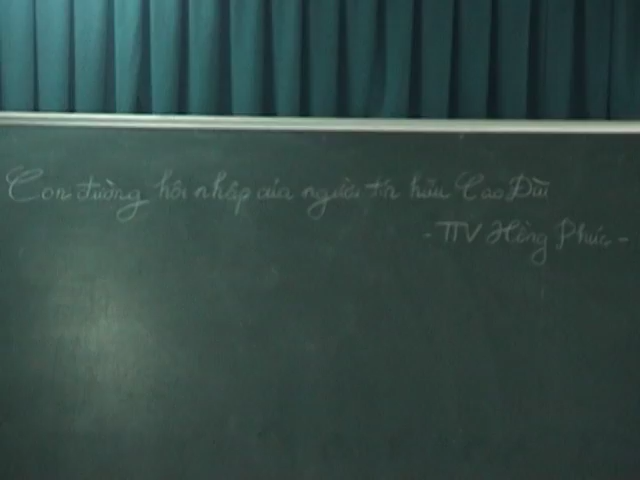 Con đường hội nhập của người tín hữu Cao Đài
- TTV Hồng Phúc -